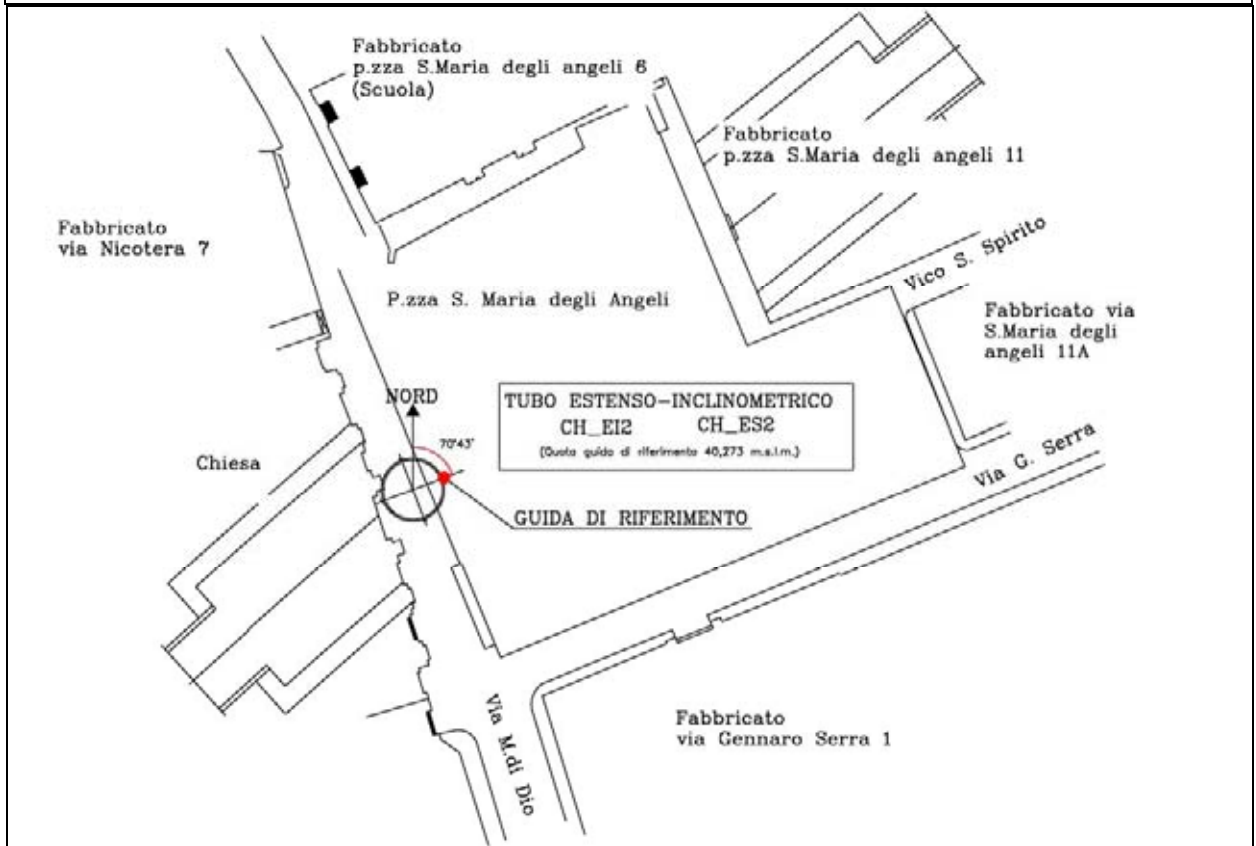 Fabbricato
p.zza S.Maria degli angeli 6
(Scuola)
Fabbricato
p.zza S.Maria degli angeli 11
Fabbricato
via Nicotera 7
Vico S. Spirito
P.zza S. Maria degli Angeli
Fabbricato via
S.Maria degli
angeli 11A
NORD
70°43'
TUBO ESTENSO-INCLINOMETRICO
CH_EI2 CH_ES2
(Quota guida di riferimento 40,273 m.s.l.m.)
Chiesa
Via G. Serra
GUIDA DI RIFERIMENTO
Via M.di Dio
Fabbricato
via Gennaro Serra 1